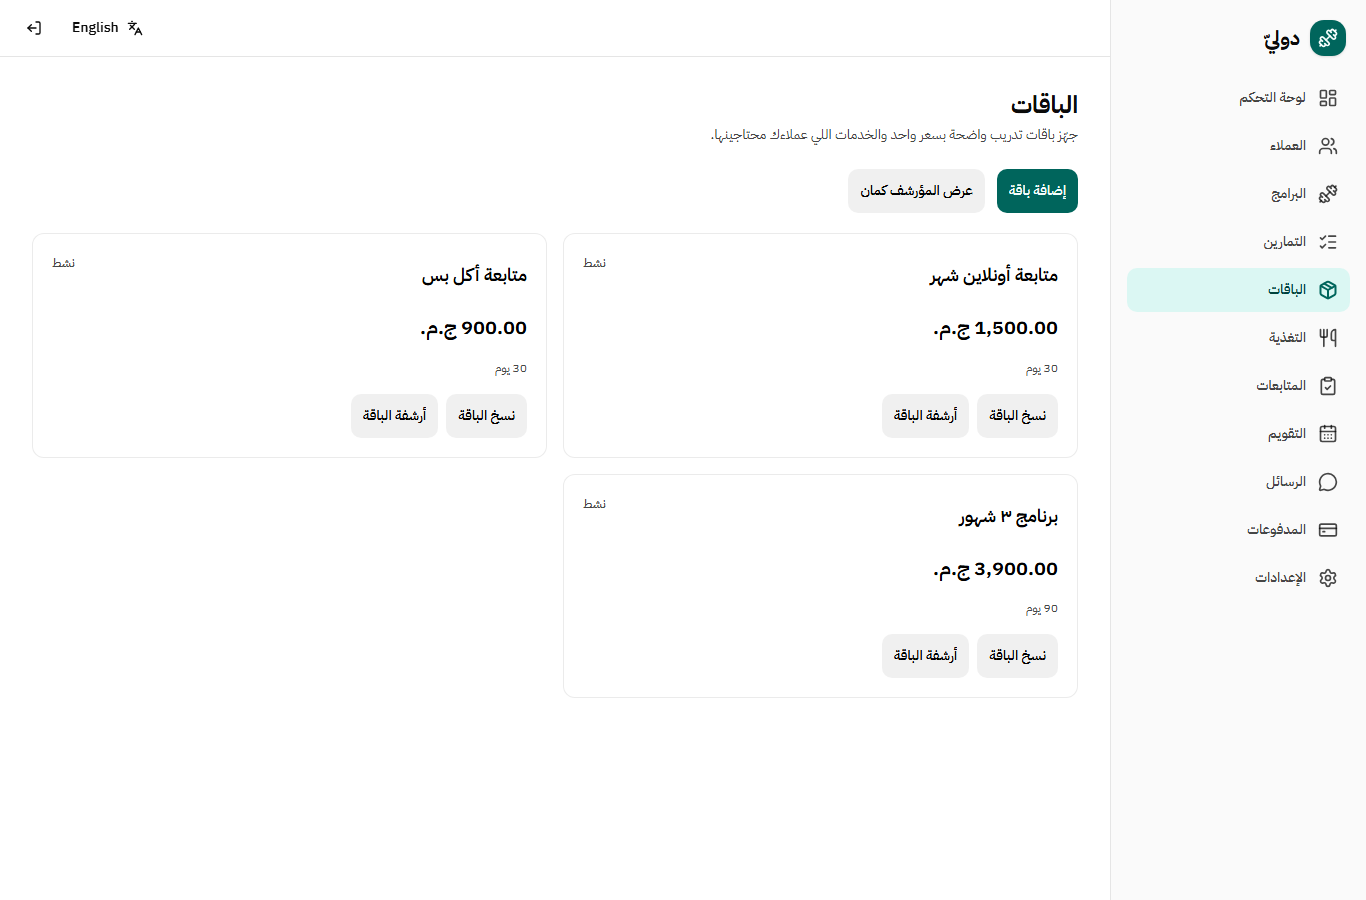 دوليّ
لوحة التحكم
العملاء
البرامج
التمارين
الباقات
التغذية
المتابعات
التقويم
الرسائل
المدفوعات
الإعدادات
English
الباقات
جهّز باقات تدريب واضحة بسعر واحد والخدمات اللي عملاءك محتاجينها.
إضافة باقة
عرض المؤرشف كمان
متابعة أونلاين شهر
نشط
1,500.00 ج.م.
30 يوم
نسخ الباقة
أرشفة الباقة
متابعة أكل بس
نشط
900.00 ج.م.
30 يوم
نسخ الباقة
أرشفة الباقة
برنامج ٣ شهور
نشط
3,900.00 ج.م.
90 يوم
نسخ الباقة
أرشفة الباقة